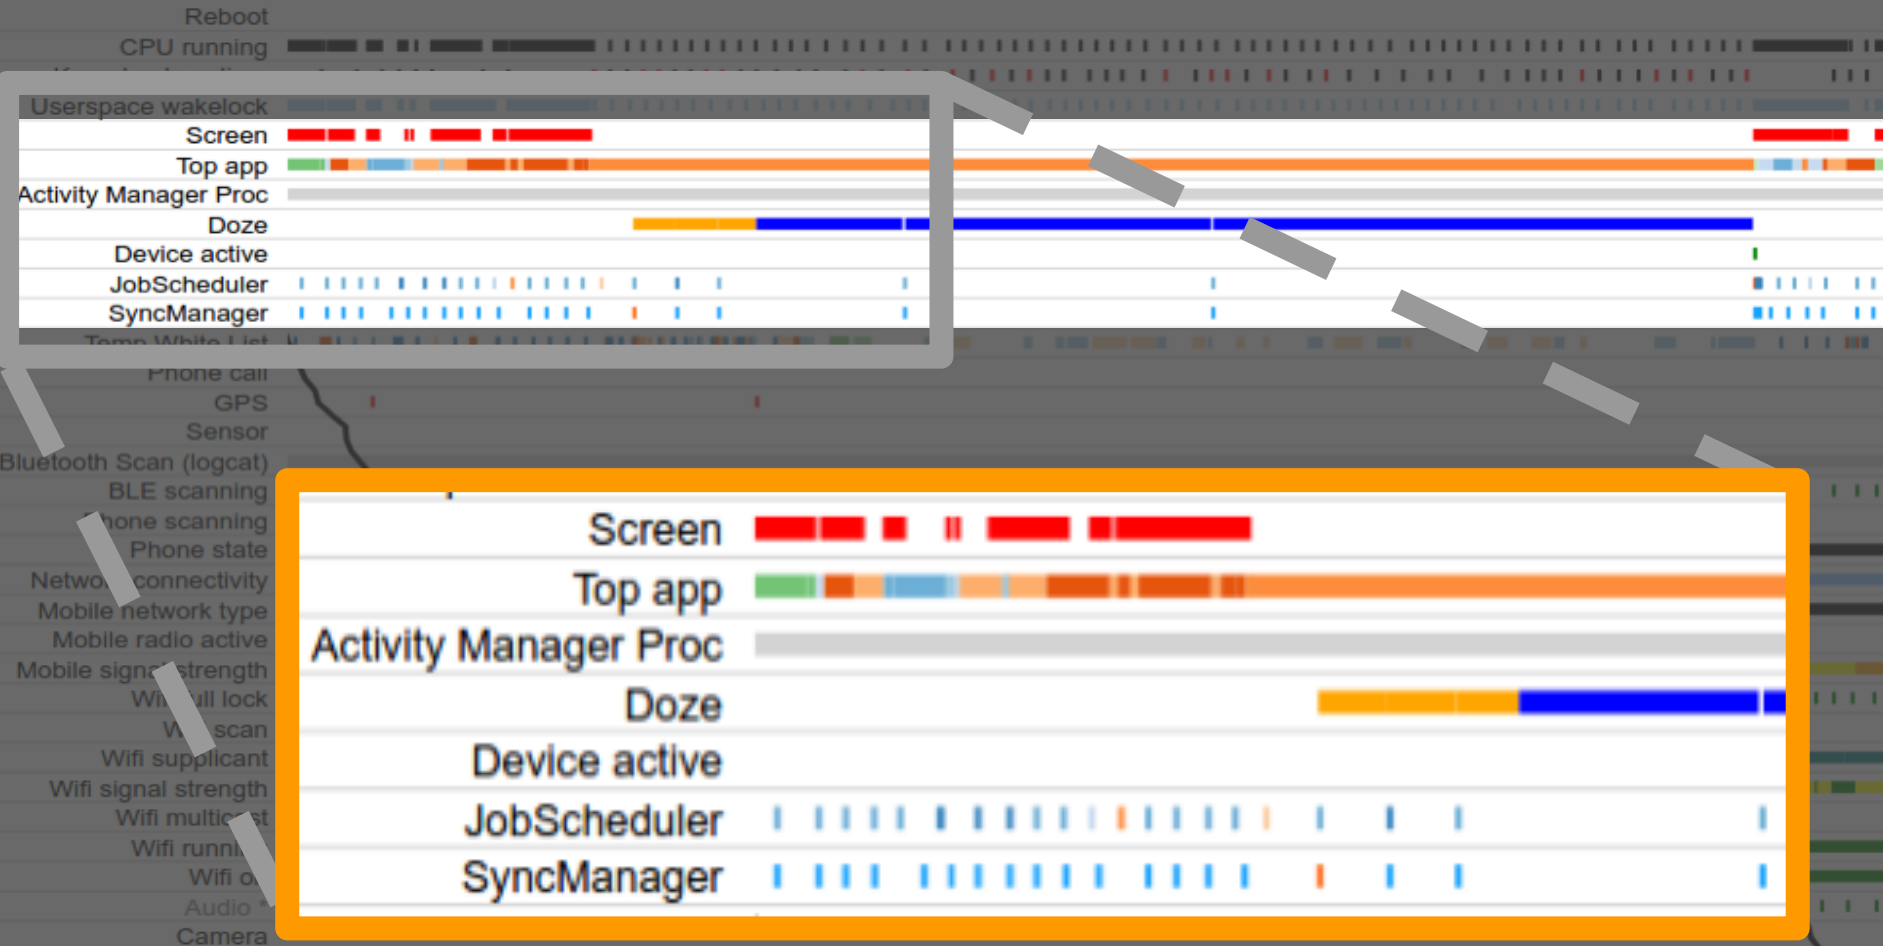 Reboot
CPU running
Userspace wakelock
Screen
Top app
Activity Manager Proc
Doze
Device active
JobScheduler
SyncManager
Temp White List
Phone call
GPS
Sensor
Bluetooth Scan (logcat)
BLE scanning
Phone scanning
Phone state
Network connectivity
Mobile network type
Mobile radio active
Mobile signal strength
Wifi full lock
Wifi scan
Wifi supplicant
Wifi signal strength
Wifi multicast
Wifi running
Wifi on
Audio *
Camera
Screen
Top app
Activity Manager Proc
Doze
Device active
JobScheduler
SyncManager